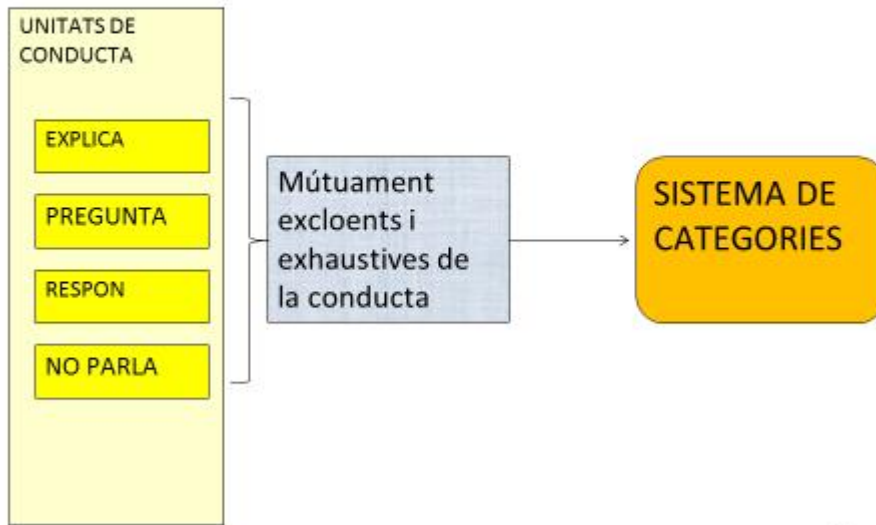 UNITATS DE
CONDUCTA
EXPLICA
PREGUNTA
RESPON
NO PARLA
Mútuament
excloents i
exhaustives de
la conducta
SISTEMA DE
CATEGORIES